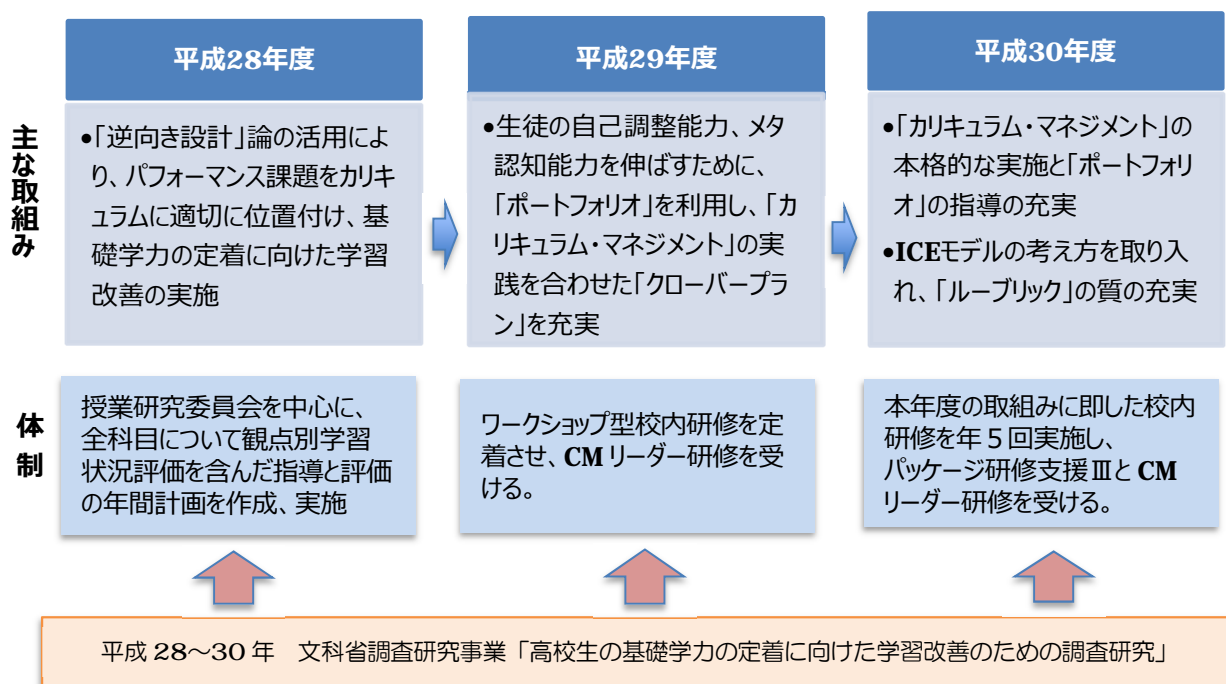 平成28年度
平成29年度
平成30年度
主な取組み
•「逆向き設計」論の活用によ
り、パフォーマンス課題をカリキ
ュラムに適切に位置付け、基
礎学力の定着に向けた学習
改善の実施
•生徒の自己調整能力、メタ
認知能力を伸ばすために、
「ポートフォリオ」を利用し、「カ
リキュラム・マネジメント」の実
践を合わせた「クローバープラ
ン」を充実
•「カリキュラム・マネジメント」の
本格的な実施と「ポートフォリ
オ」の指導の充実
•ICEモデルの考え方を取り入
れ、「ルーブリック」の質の充実
体制
授業研究委員会を中心に、
全科目について観点別学習
状況評価を含んだ指導と評価
の年間計画を作成、実施
ワークショップ型校内研修を定
着させ、CMリーダー研修を受
ける。
本年度の取組みに即した校内
研修を年５回実施し、
パッケージ研修支援Ⅲと CM
リーダー研修を受ける。
平成 28～30 年　文科省調査研究事業「高校生の基礎学力の定着に向けた学習改善のための調査研究」